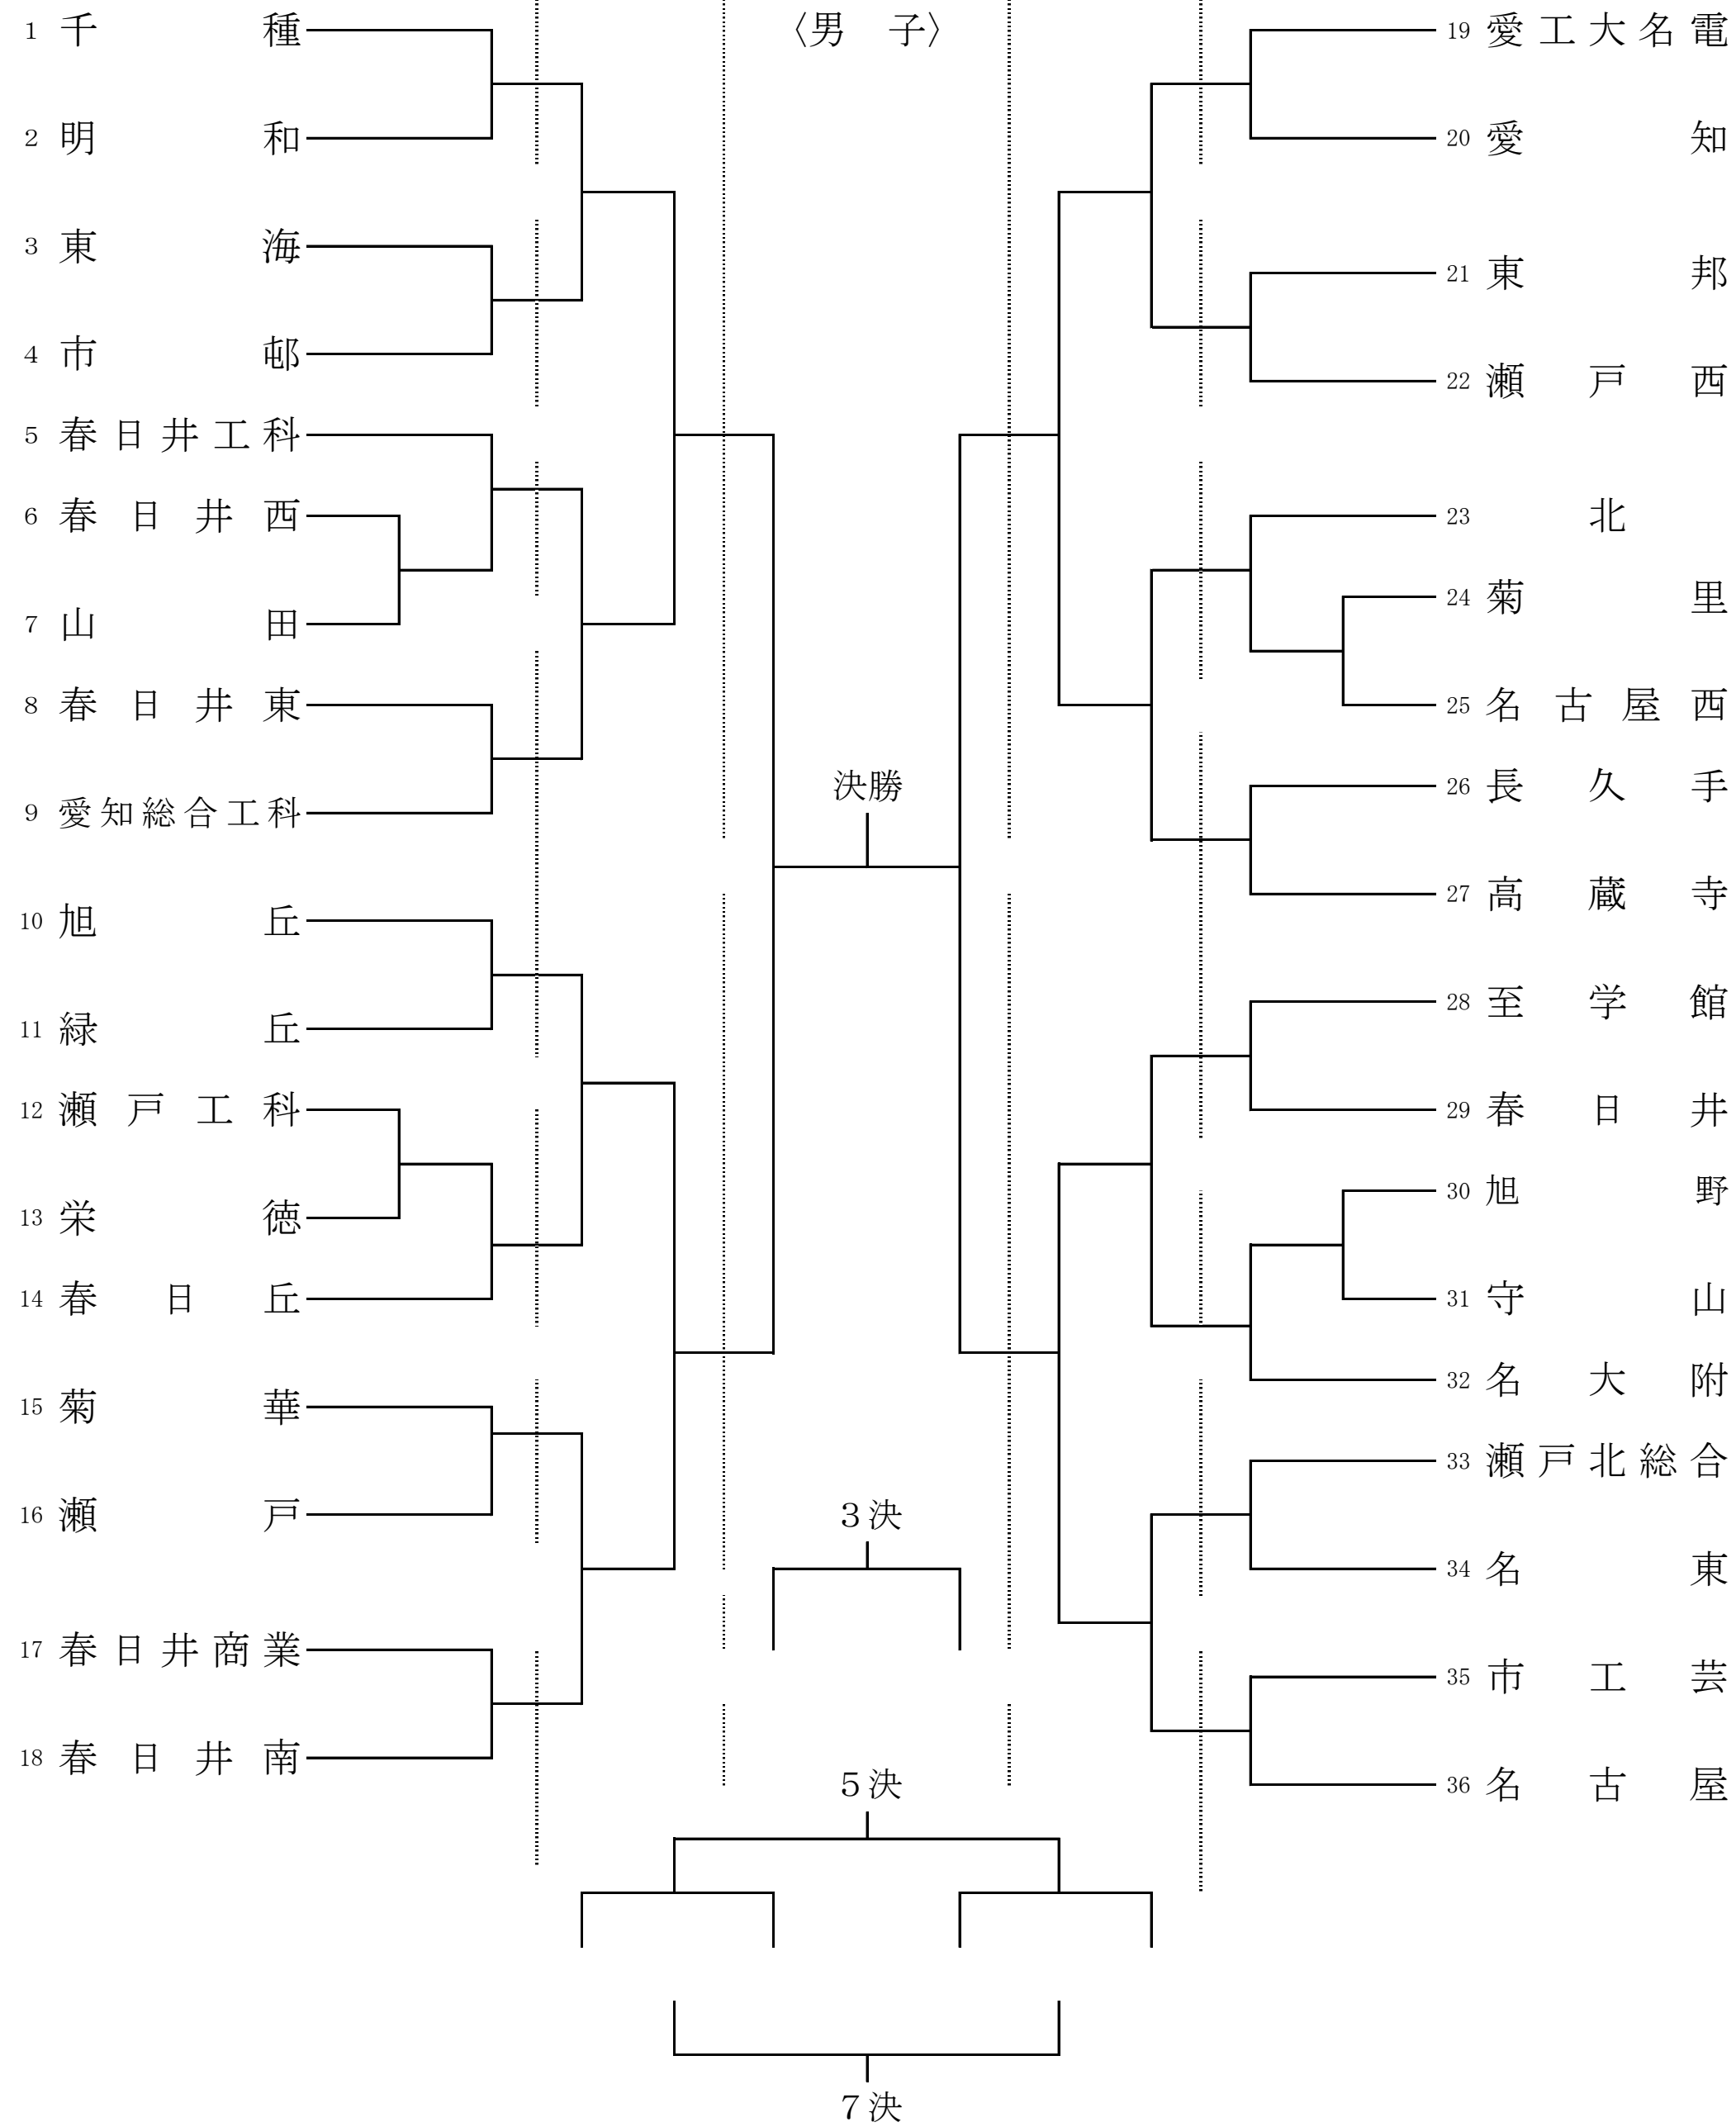 〈男　子〉
1 千種
2 明和
3 東海
4 市邨
5 春日井工科
6 春日井西
7 山田
8 春日井東
9 愛知総合工科
10 旭丘
11 緑丘
12 瀬戸工科
13 栄徳
14 春日丘
15 菊華
16 瀬戸
17 春日井商業
18 春日井南
決勝
３決
５決
７決
19 愛工大名電
20 愛知
21 東邦
22 瀬戸西
23 北
24 菊里
25 名古屋西
26 長久手
27 高蔵寺
28 至学館
29 春日井
30 旭野
31 守山
32 名大附
33 瀬戸北総合
34 名東
35 市工芸
36 名古屋